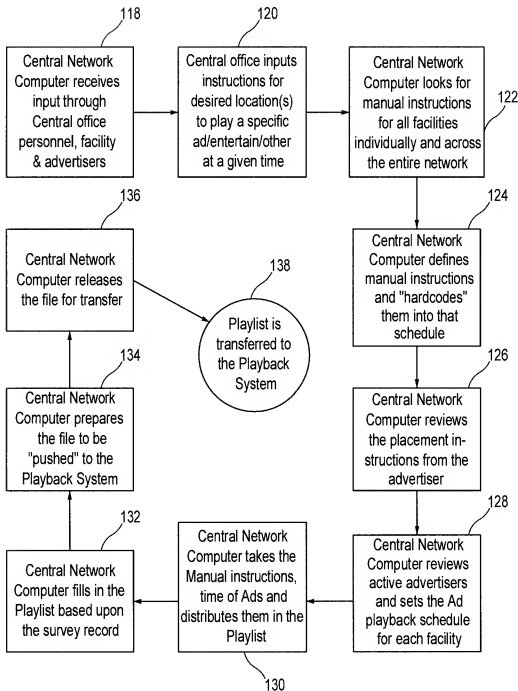 118
Central Network
Computer receives
input through
Central office
personnel, facility
& advertisers
120
Central office inputs
instructions for
desired location(s)
to play a specific
ad/entertain/other
at a given time
122
Central Network
Computer looks for
manual instructions
for all facilities
individually and across
the entire network
124
Central Network
Computer defines
manual instructions
and "hardcodes"
them into that
schedule
126
Central Network
Computer reviews
the placement in-
structions from the
advertiser
128
Central Network
Computer reviews
active advertisers
and sets the Ad
playback schedule
for each facility
Central Network
Computer takes the
Manual instructions,
time of Ads and
distributes them in the
Playlist
130
132
Central Network
Computer fills in the
Playlist based upon
the survey record
134
Central Network
Computer prepares
the file to be
"pushed" to the
Playback System
136
Central Network
Computer releases
the file for transfer
138
Playlist is
transferred to
the Playback
System